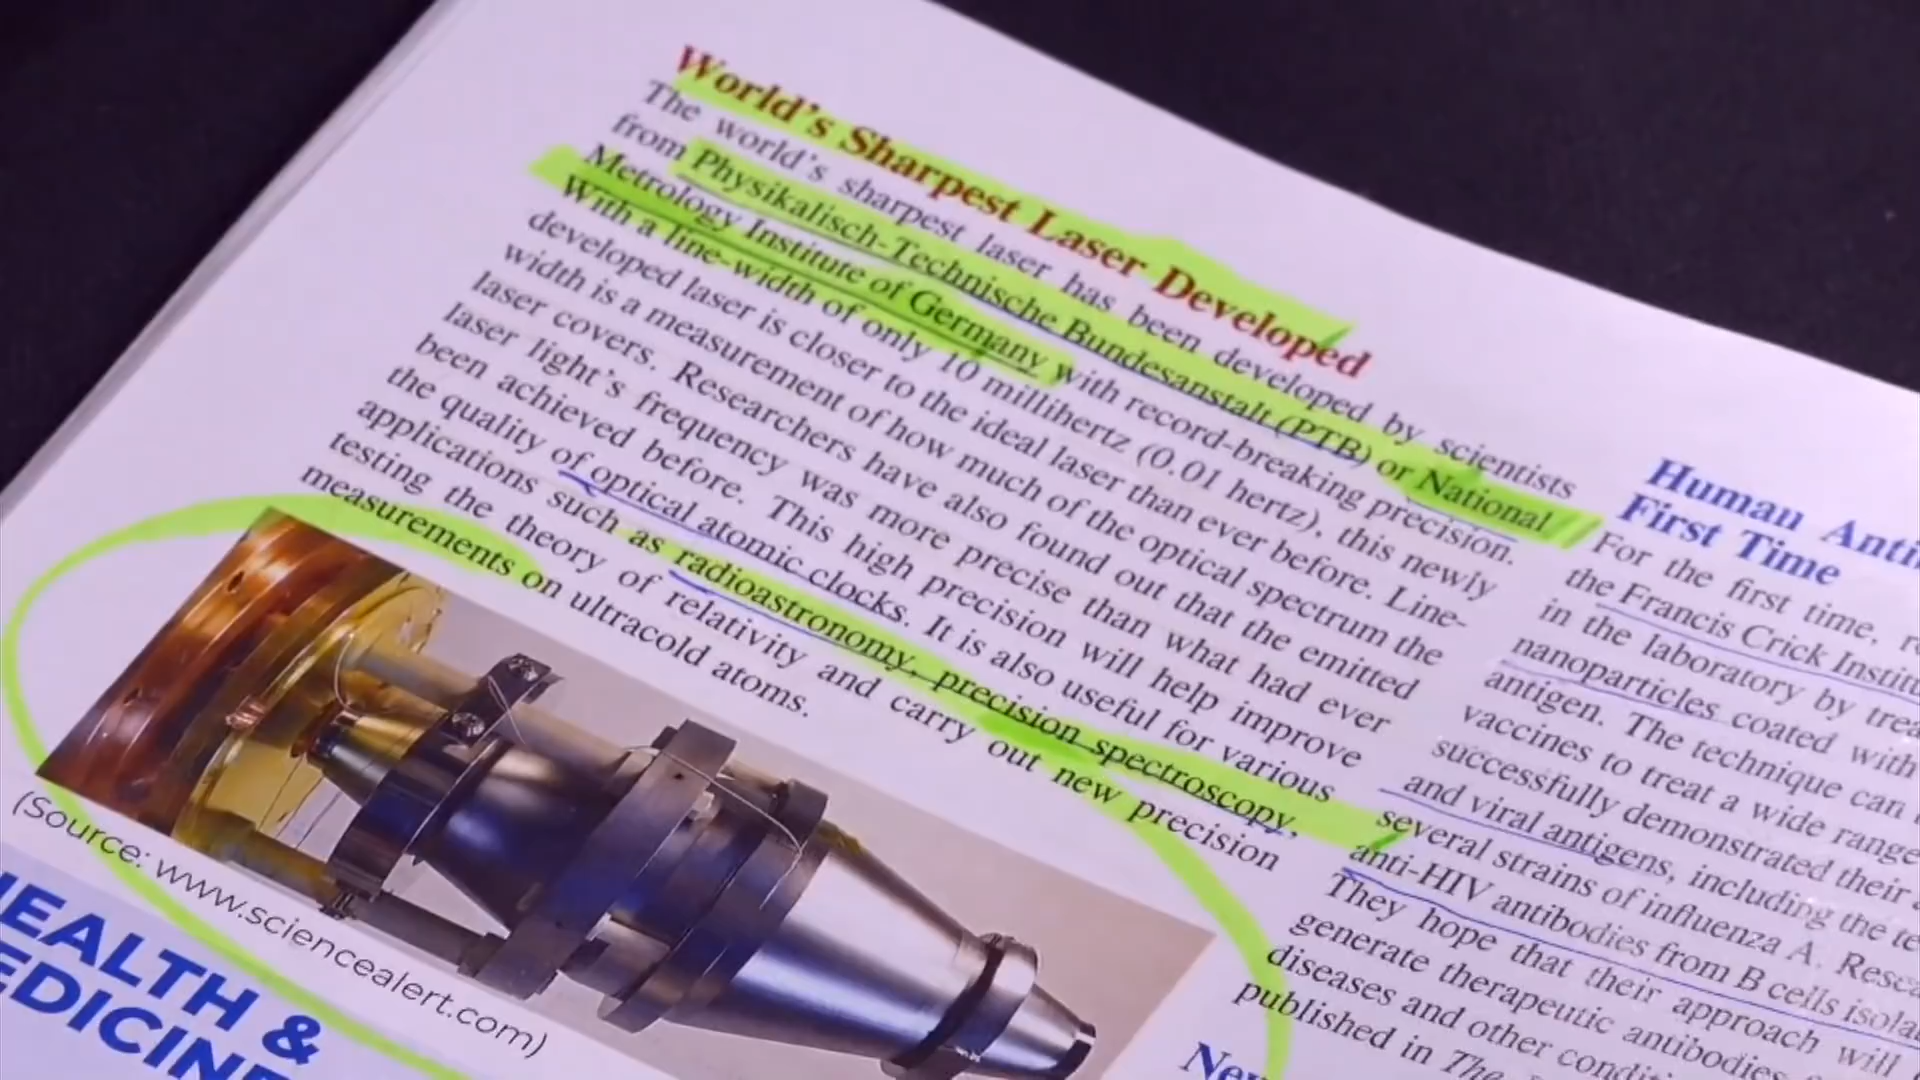 World's Sharpest Laser Developed
The world's sharpest laser has been developed by scientists
from Physikalisch-Technische Bundesanstalt (PTB) or National
Metrology Institute of Germany with record-breaking precision.
With a line-width of only 10 millihertz (0.01 hertz), this newly
developed laser is closer to the ideal laser than ever before. Line-
width is a measurement of how much of the optical spectrum the
laser covers. Researchers have also found out that the emitted
laser light's frequency was more precise than what had ever
been achieved before. This high precision will help improve
the quality of optical atomic clocks. It is also useful for various
applications such as radioastronomy, precision spectroscopy,
testing the theory of relativity and carry out new precision
measurements on ultracold atoms.
(Source: www.sciencealert.com)
HEALTH &
MEDICINE
Human Anti
First Time
For the first time,
the Francis Crick Institu
in the laboratory by trea
nanoparticles coated with
antigen. The technique can
vaccines to treat a wide range
successfully demonstrated their
and viral antigens, including the te
several strains of influenza A. Resea
anti-HIV antibodies from B cells isola
They hope that their approach will
generate therapeutic antibodies
diseases and other condi
published in The
New